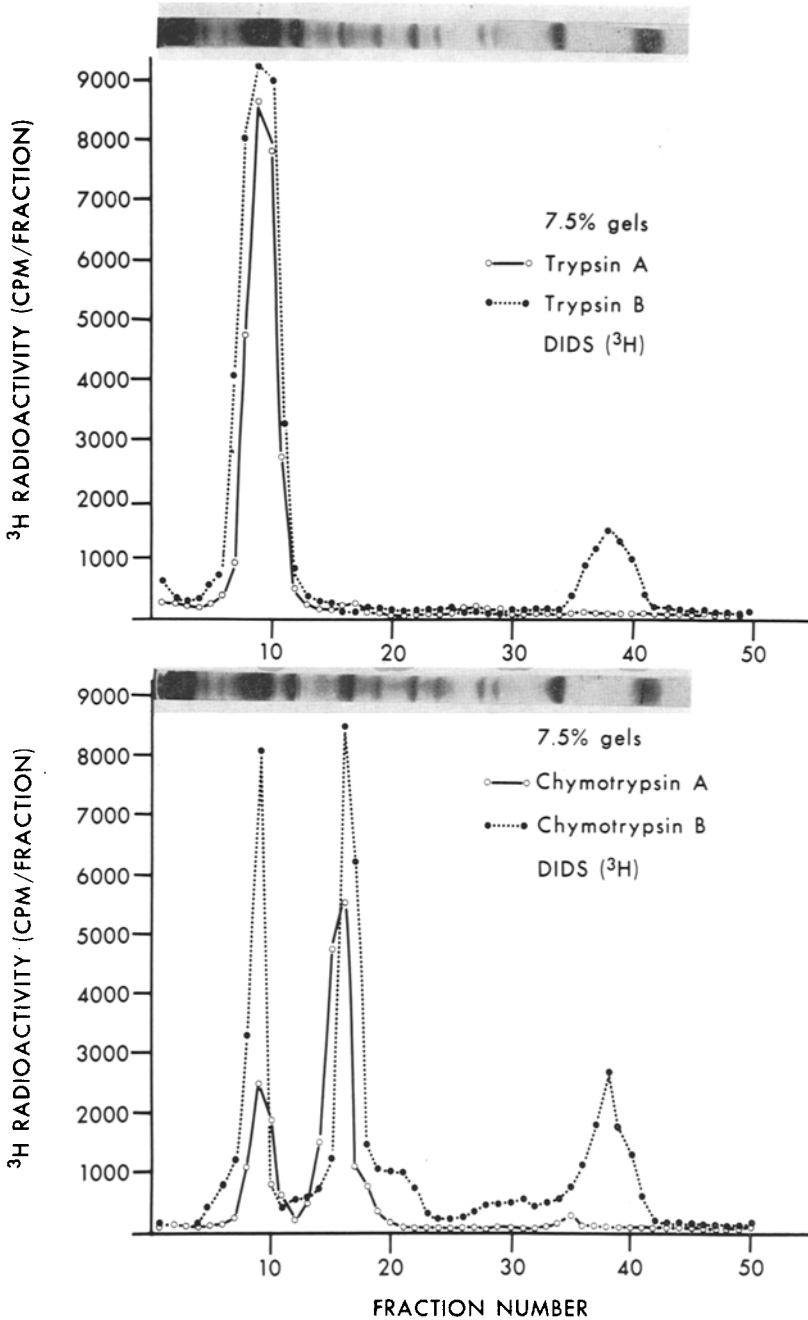 ³H RADIOACTIVITY (CPM/FRACTION)
9000
8000
7000
6000
5000
4000
3000
2000
1000
7.5% gels
Trypsin A
Trypsin B
DIDS (³H)
10 20 30 40 50
³H RADIOACTIVITY (CPM/FRACTION)
9000
8000
7000
6000
5000
4000
3000
2000
1000
7.5% gels
Chymotrypsin A
Chymotrypsin B
DIDS (³H)
10 20 30 40 50
FRACTION NUMBER